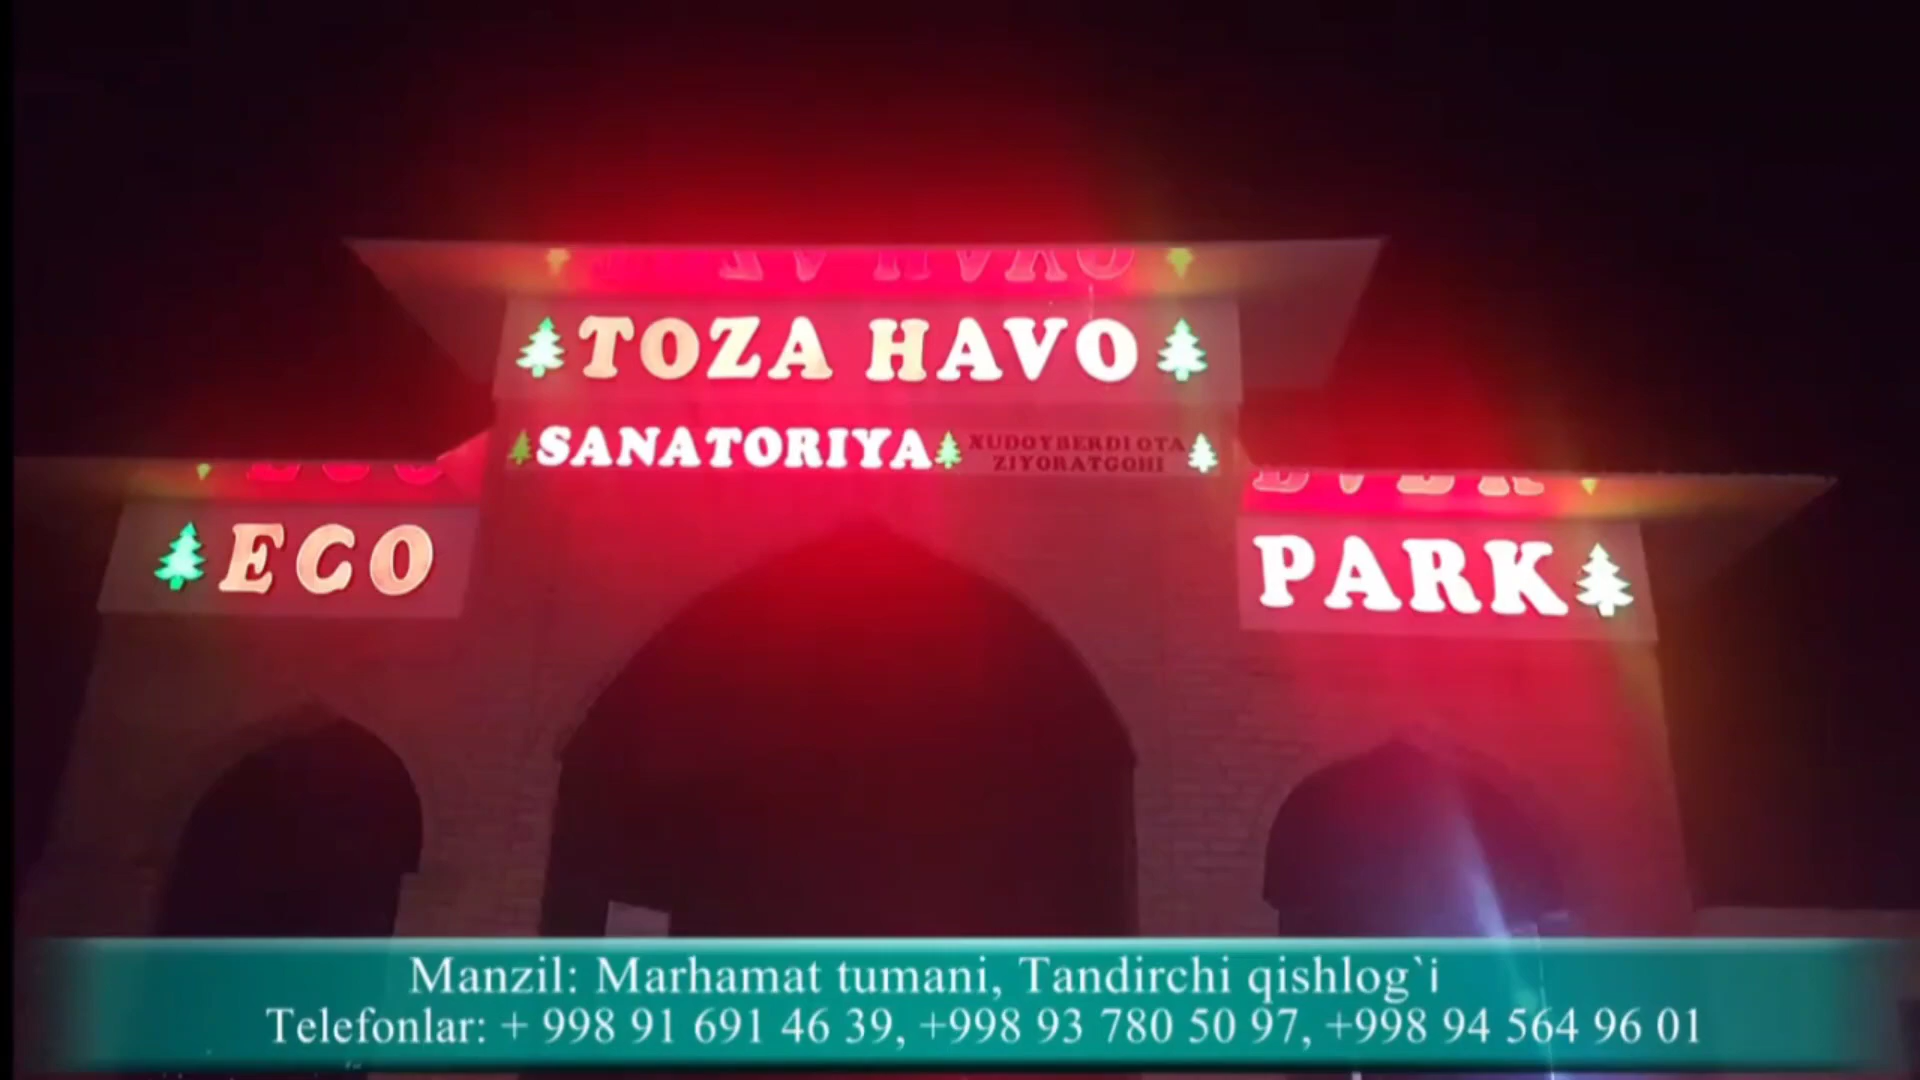 TOZA HAVO
SANATORIYA
XUDOYBERDI OTA
ZIYORATGOHI
ECO
PARK
Manzil: Marhamat tumani, Tandirchi qishlog`i
Telefonlar: + 998 91 691 46 39, +998 93 780 50 97, +998 94 564 96 01